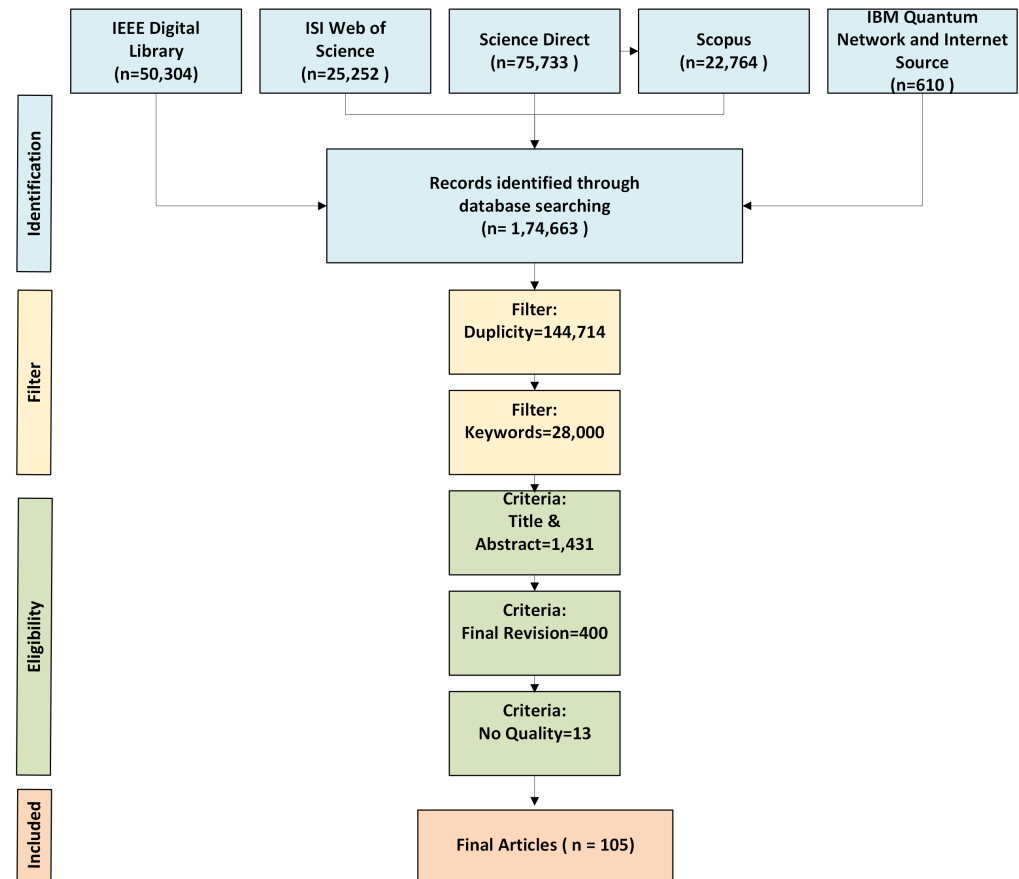 IEEE Digital
Library
(n=50,304)
ISI Web of
Science
(n=25,252 )
Science Direct
(n=75,733 )
Scopus
(n=22,764 )
IBM Quantum
Network and Internet
Source
(n=610 )
Identification
Records identified through
database searching
(n= 1,74,663 )
Filter
Filter:
Duplicity=144,714
Filter:
Keywords=28,000
Eligibility
Criteria:
Title &
Abstract=1,431
Criteria:
Final Revision=400
Criteria:
No Quality=13
Included
Final Articles ( n = 105)